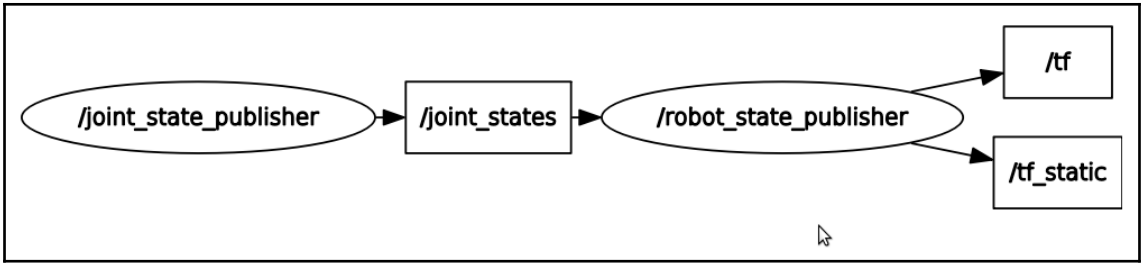 /joint_state_publisher
/joint_states
/robot_state_publisher
/tf
/tf_static